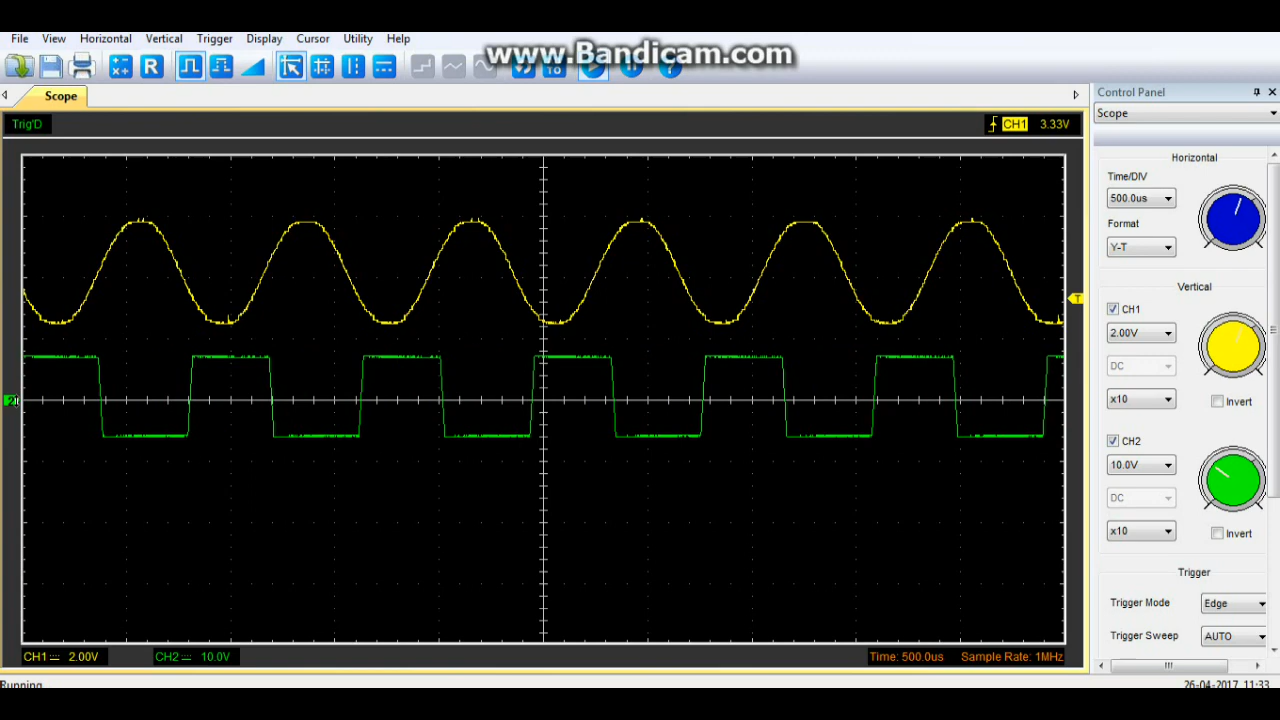 www.Bandicam.com
File View Horizontal Vertical Trigger Display Cursor Utility Help
R
Scope
Control Panel
Scope
Trig'D
CH1 3.33V
Horizontal
Time/DIV
500.0us
Format
Y-T
Vertical
CH1
2.00V
DC
x10
Invert
CH2
10.0V
DC
x10
Invert
T
2
Trigger
Trigger Mode Edge
Trigger Sweep AUTO
CH1 2.00V CH2 10.0V Time: 500.0us Sample Rate: 1MHz
Running 26-04-2017 11:33